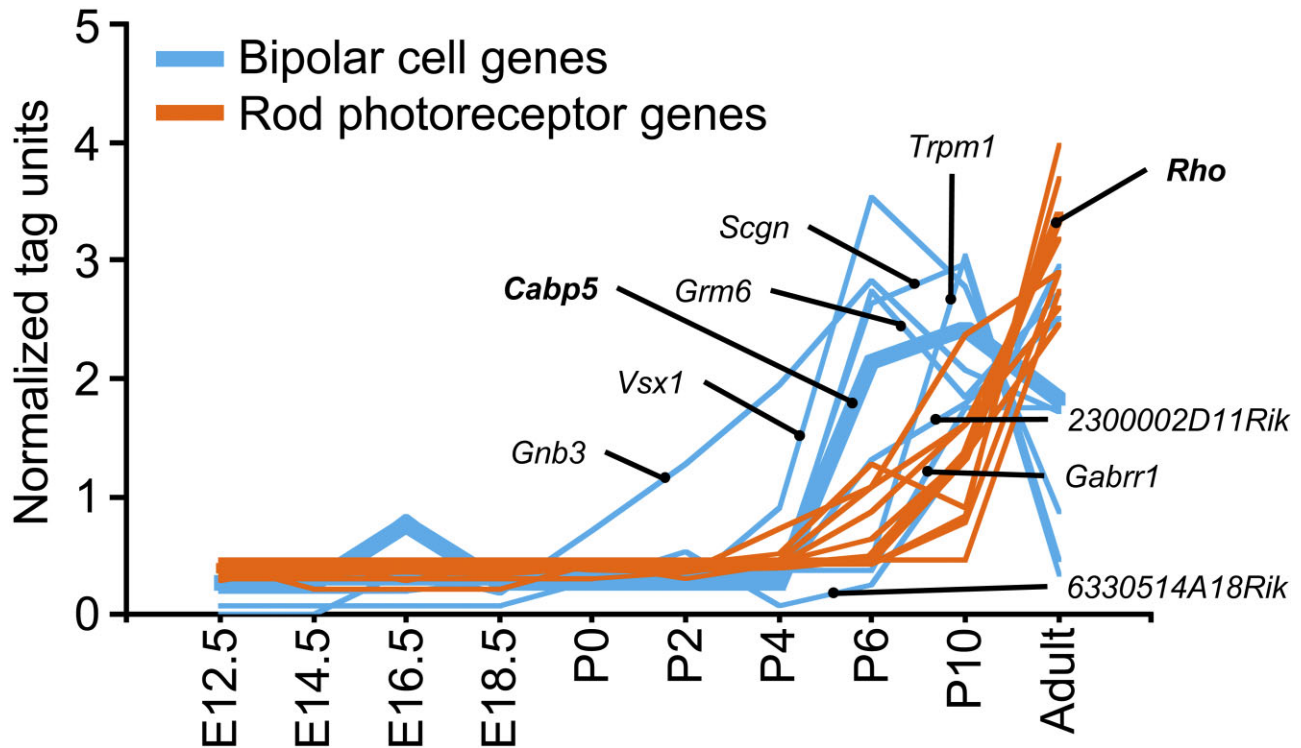 Normalized tag units
5
4
3
2
1
0
Bipolar cell genes
Rod photoreceptor genes
Trpm1
Rho
Scgn
Cabp5
Grm6
Vsx1
Gnb3
2300002D11Rik
Gabrr1
6330514A18Rik
E12.5
E14.5
E16.5
E18.5
P0
P2
P4
P6
P10
Adult